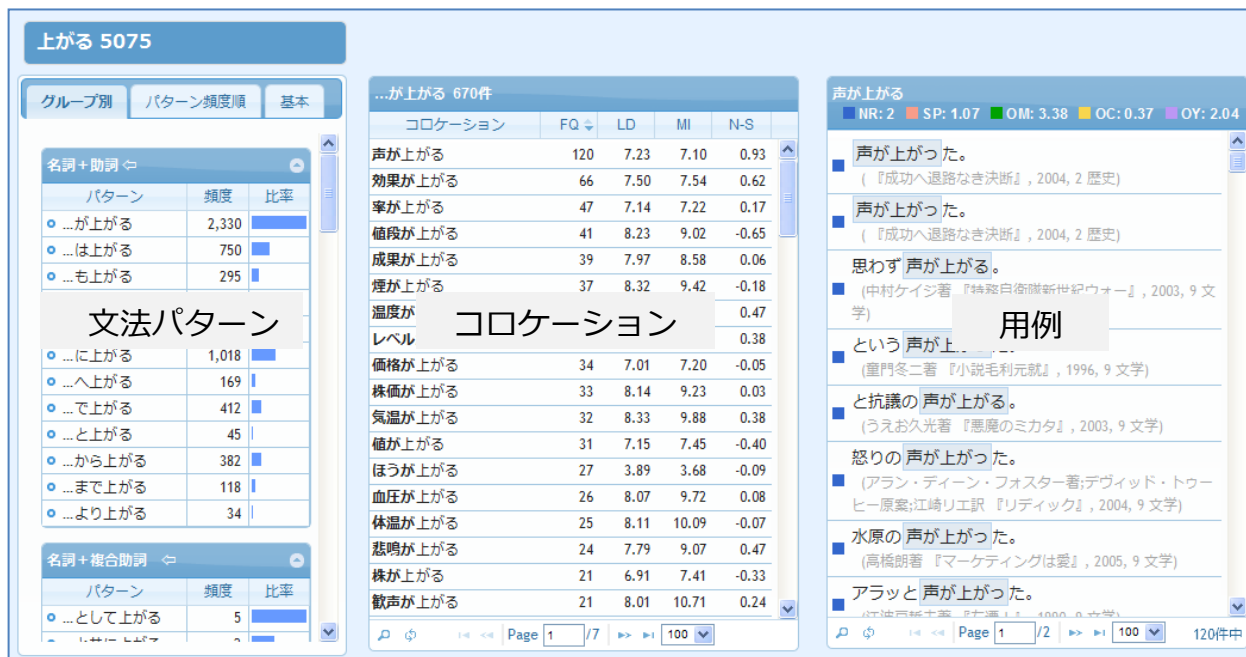 上がる 5075
グループ別 パターン頻度順 基本
名詞+助詞⇦
パターン 頻度 比率
...が上がる 2,330
...は上がる 750
...も上がる 295
文法パターン
...に上がる 1,018
...へ上がる 169
...で上がる 412
...と上がる 45
...から上がる 382
...まで上がる 118
...より上がる 34
名詞+複合助詞 ⇦
パターン 頻度 比率
...として上がる 5
...が上がる 670件
コロケーション FQ LD MI N-S
声が上がる 120 7.23 7.10 0.93
効果が上がる 66 7.50 7.54 0.62
率が上がる 47 7.14 7.22 0.17
値段が上がる 41 8.23 9.02 -0.65
成果が上がる 39 7.97 8.58 0.06
煙が上がる 37 8.32 9.42 -0.18
温度が 0.47
コロケーション
レベル 0.38
価格が上がる 34 7.01 7.20 -0.05
株価が上がる 33 8.14 9.23 0.03
気温が上がる 32 8.33 9.88 0.38
値が上がる 31 7.15 7.45 -0.40
ほうが上がる 27 3.89 3.68 -0.09
血圧が上がる 26 8.07 9.72 0.08
体温が上がる 25 8.11 10.09 -0.07
悲鳴が上がる 24 7.79 9.07 0.47
株が上がる 21 6.91 7.41 -0.33
歓声が上がる 21 8.01 10.71 0.24
Page 1 /7 100
声が上がる
NR: 2 SP: 1.07 OM: 3.38 OC: 0.37 OY: 2.04
声が上がった。
(『成功へ退路なき決断』, 2004, 2 歴史)
声が上がった。
(『成功へ退路なき決断』, 2004, 2 歴史)
思わず 声が上がる。
(中村ケイジ著 『特務自衛隊新世紀ウォー』, 2003, 9 文
学)
用例
という 声が上が
(童門冬二著 『小説毛利元就』, 1996, 9 文学)
と抗議の 声が上がる。
(うえお久光著 『悪魔のミカタ』, 2003, 9 文学)
怒りの 声が上がった。
(アラン・ディーン・フォスター著;デヴィッド・トゥー
ヒー原案;江崎リエ訳 『リディック』, 2004, 9 文学)
水原の 声が上がった。
(高橋朗著 『マーケティングは愛』, 2005, 9 文学)
アラッと 声が上がった。
Page 1 /2 100 120件中